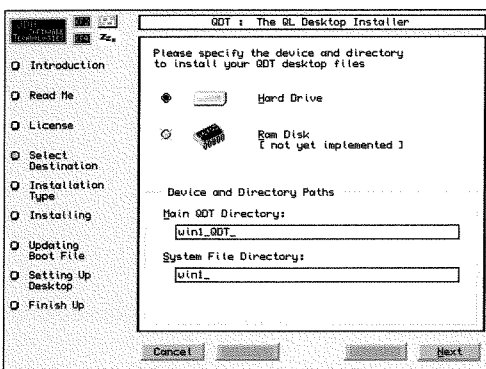 Zzz
QDT : The QL Desktop Installer
Introduction
Read Me
License
Select
Destination
Installation
Type
Installing
Updating
Boot File
Setting Up
Desktop
Finish Up
Please specify the device and directory
to install your QDT desktop files
Hard Drive
Ram Disk
[ not yet implemented ]
Device and Directory Paths
Main QDT Directory:
win1_QDT_
System File Directory:
win1_
Cancel
Next